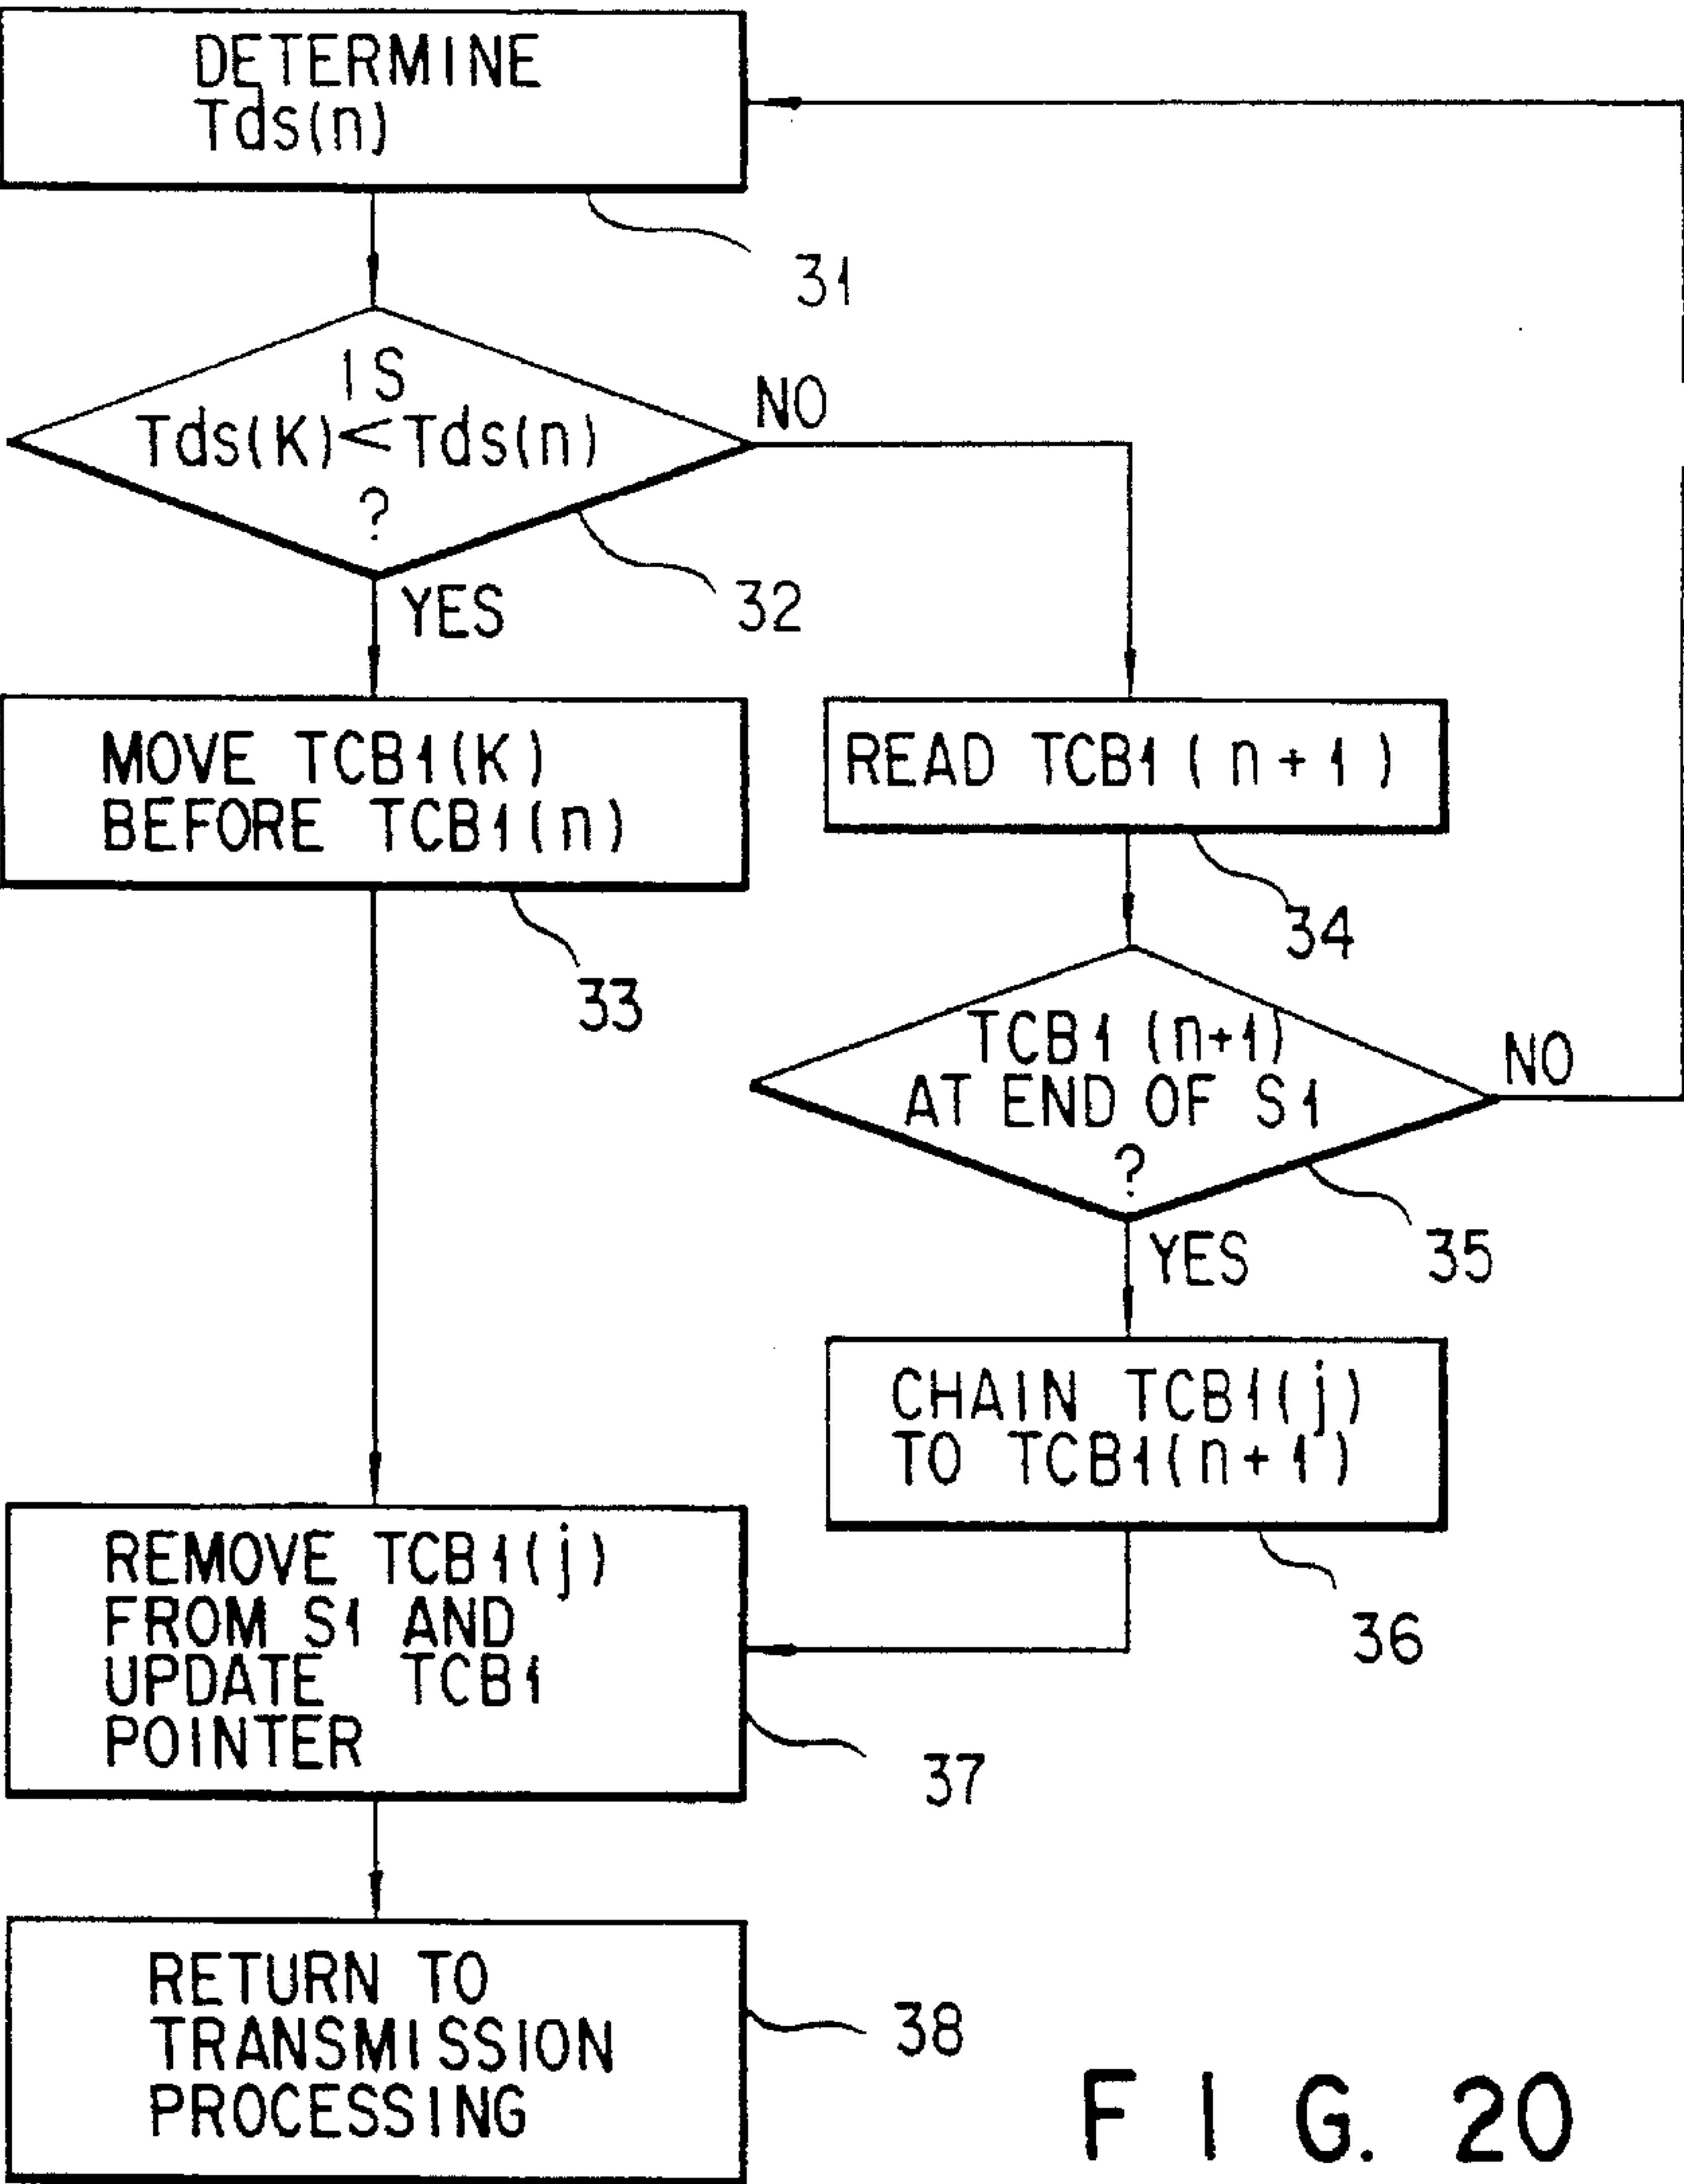 DETERMINE
Tds(n)
31
IS
Tds(K)<Tds(n)
?
NO
32
YES
MOVE TCB1(K)
BEFORE TCB1(n)
33
READ TCB1(n+1)
34
TCB1(n+1)
AT END OF S1
?
NO
35
YES
CHAIN TCB1(j)
TO TCB1(n+1)
36
REMOVE TCB1(j)
FROM S1 AND
UPDATE TCB1
POINTER
37
RETURN TO
TRANSMISSION
PROCESSING
38
FIG. 20